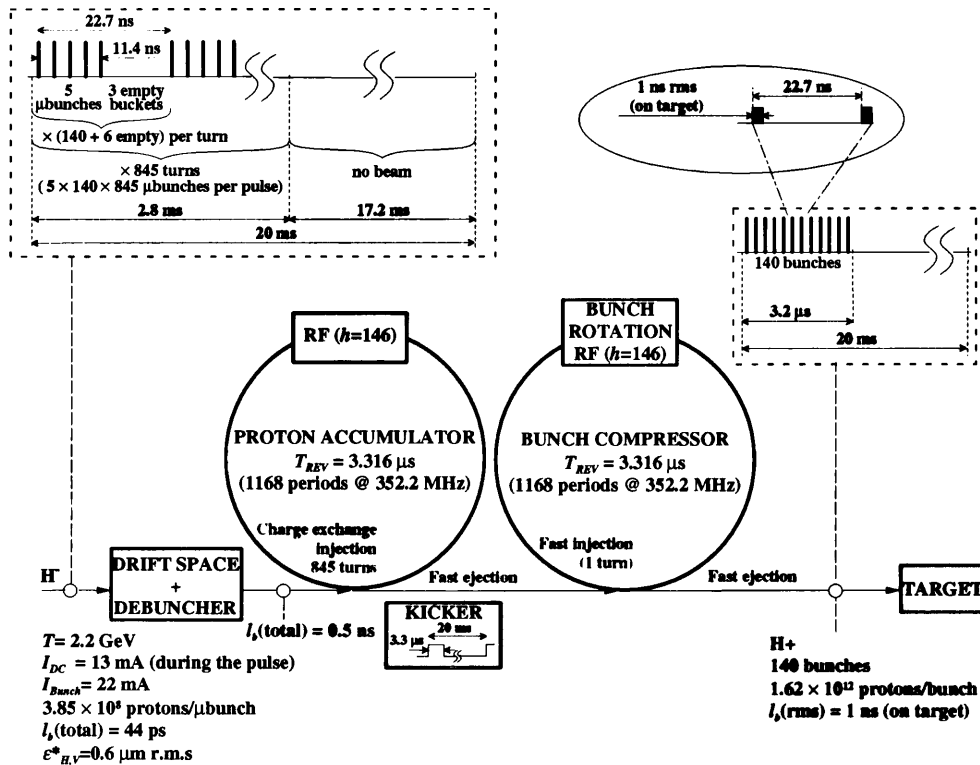 22.7 ns
11.4 ns
5
μbunches
3 empty
buckets
× (140 + 6 empty) per turn
× 845 turns
( 5 × 140 × 845 μbunches per pulse)
no beam
2.8 ms
17.2 ms
20 ms
1 ns rms
(on target)
22.7 ns
140 bunches
3.2 μs
20 ms
RF (h=146)
BUNCH
ROTATION
RF (h=146)
PROTON ACCUMULATOR
T_REV = 3.316 μs
(1168 periods @ 352.2 MHz)
BUNCH COMPRESSOR
T_REV = 3.316 μs
(1168 periods @ 352.2 MHz)
Charge exchange
injection
845 turns
Fast injection
(1 turn)
H⁻
DRIFT SPACE
+
DEBUNCHER
Fast ejection
Fast ejection
TARGET
l_b(total) = 0.5 ns
KICKER
20 ms
3.3 μs
T= 2.2 GeV
I_DC = 13 mA (during the pulse)
I_Bunch= 22 mA
3.85 × 10⁸ protons/μbunch
l_b(total) = 44 ps
ε*_H,V=0.6 μm r.m.s
H+
140 bunches
1.62 × 10¹² protons/bunch
l_b(rms) = 1 ns (on target)